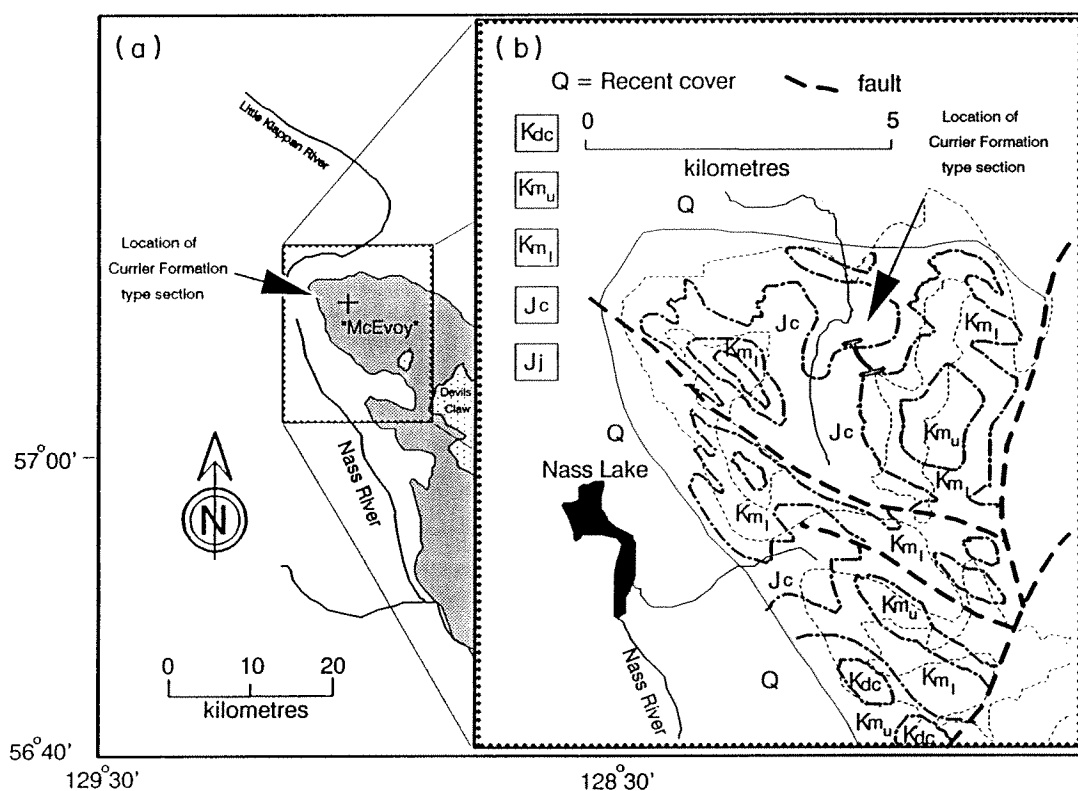 (a)
Little Klappan River
Location of
Currier Formation
type section
"McEvoy"
Devils
Claw
57°00'
N
Nass River
0 10 20
kilometres
56°40'
129°30'
128°30'
(b)
Q = Recent cover
fault
0 5
kilometres
Location of
Currier Formation
type section
Kdc
Kmu
Kml
Jc
Jj
Q
Jc
Kml
Kml
Q
Jc
Kmu
Nass Lake
Kml
Kml
Kml
Jc
Kmu
Q
Kdc
Kml
Nass River
Kmu
Kdc